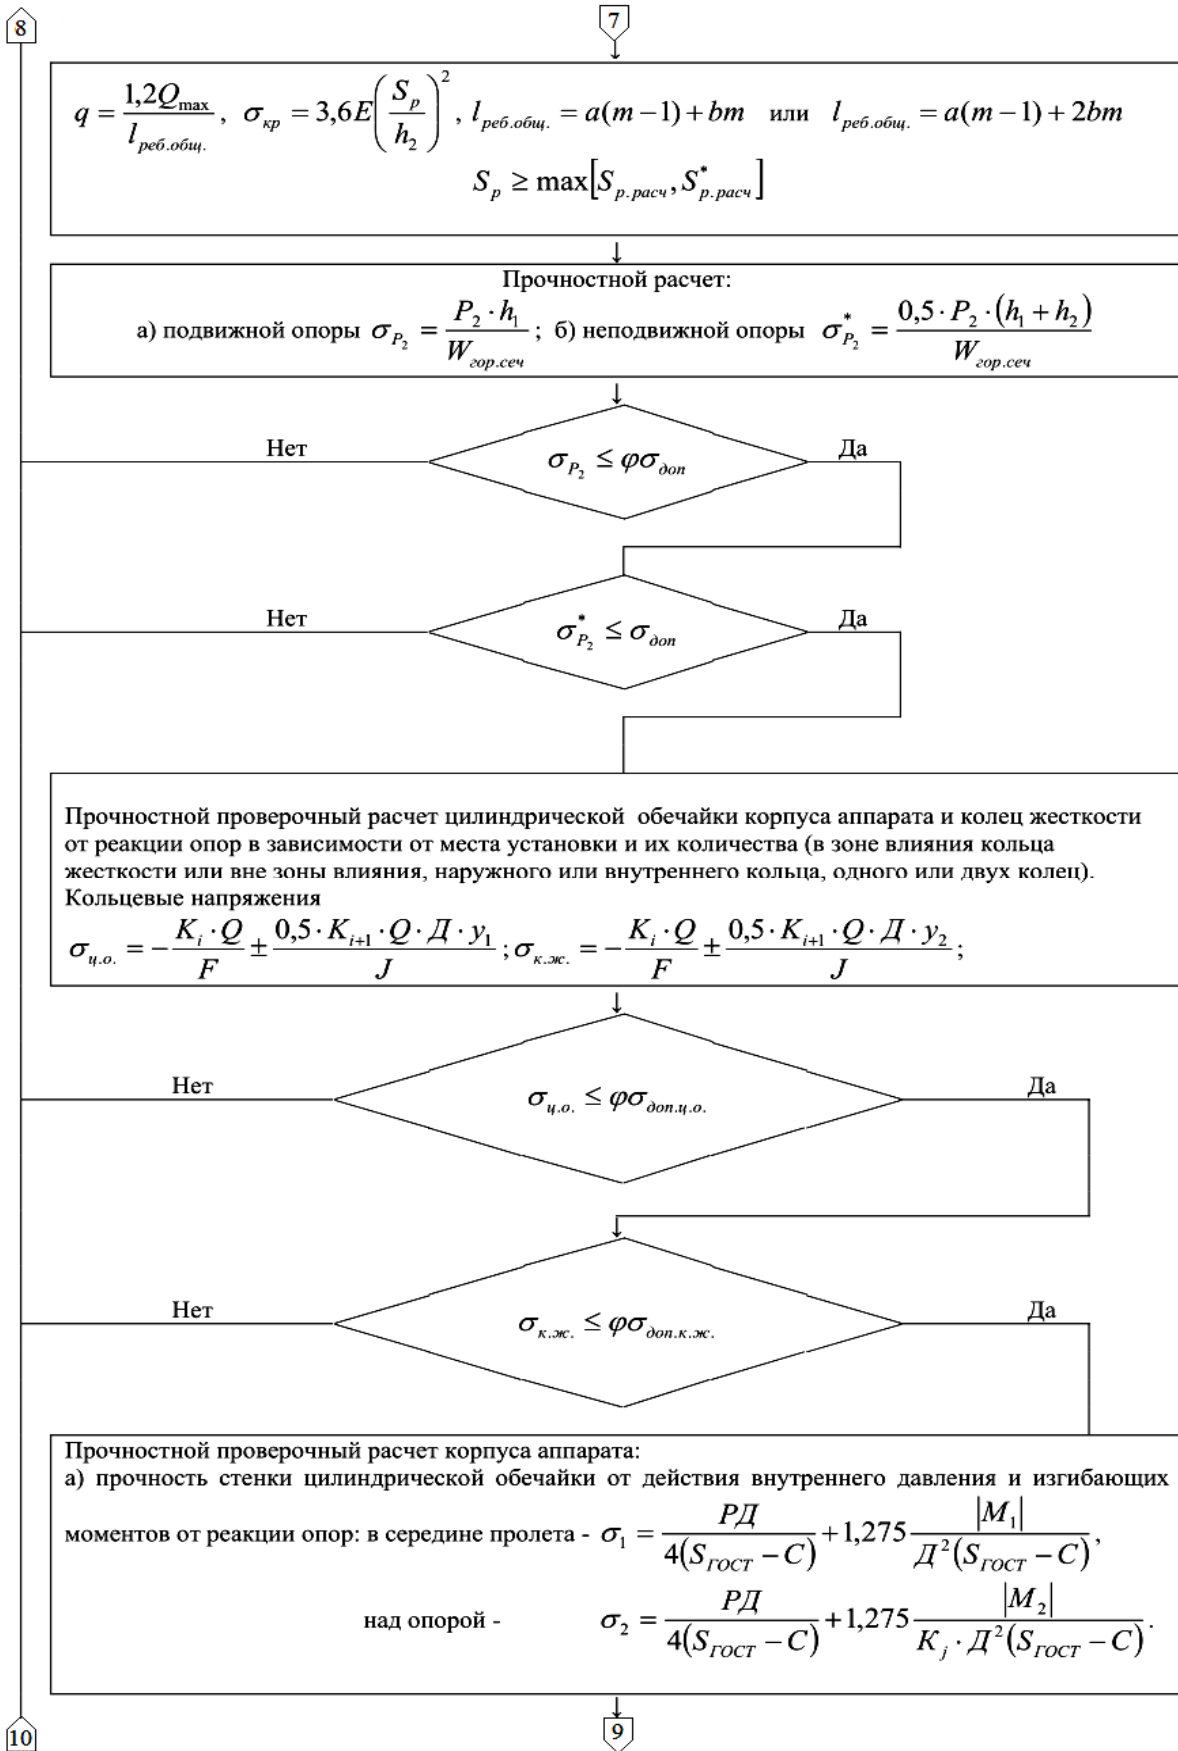 8
7
q = 1,2Q_max / l_реб.общ. , σ_кр = 3,6E(S_p / h_2)^2 , l_реб.общ. = a(m − 1) + bm или l_реб.общ. = a(m − 1) + 2bm
S_p ≥ max[S_р.расч , S*_р.расч]
Прочностной расчет:
а) подвижной опоры σ_P2 = P_2 · h_1 / W_гор.сеч ; б) неподвижной опоры σ*_P2 = 0,5 · P_2 · (h_1 + h_2) / W_гор.сеч
Нет
Да
σ_P2 ≤ φσ_доп
Нет
Да
σ*_P2 ≤ σ_доп
Прочностной проверочный расчет цилиндрической обечайки корпуса аппарата и колец жесткости
от реакции опор в зависимости от места установки и их количества (в зоне влияния кольца
жесткости или вне зоны влияния, наружного или внутреннего кольца, одного или двух колец).
Кольцевые напряжения
σ_ц.о. = − K_i · Q / F ± 0,5 · K_i+1 · Q · Д · y_1 / J ; σ_к.ж. = − K_i · Q / F ± 0,5 · K_i+1 · Q · Д · y_2 / J ;
Нет
Да
σ_ц.о. ≤ φσ_доп.ц.о.
Нет
Да
σ_к.ж. ≤ φσ_доп.к.ж.
Прочностной проверочный расчет корпуса аппарата:
а) прочность стенки цилиндрической обечайки от действия внутреннего давления и изгибающих
моментов от реакции опор: в середине пролета - σ_1 = РД / 4(S_ГОСТ − C) + 1,275 |M_1| / Д^2(S_ГОСТ − C) ,
над опорой - σ_2 = РД / 4(S_ГОСТ − C) + 1,275 |M_2| / K_j · Д^2(S_ГОСТ − C) .
10
9